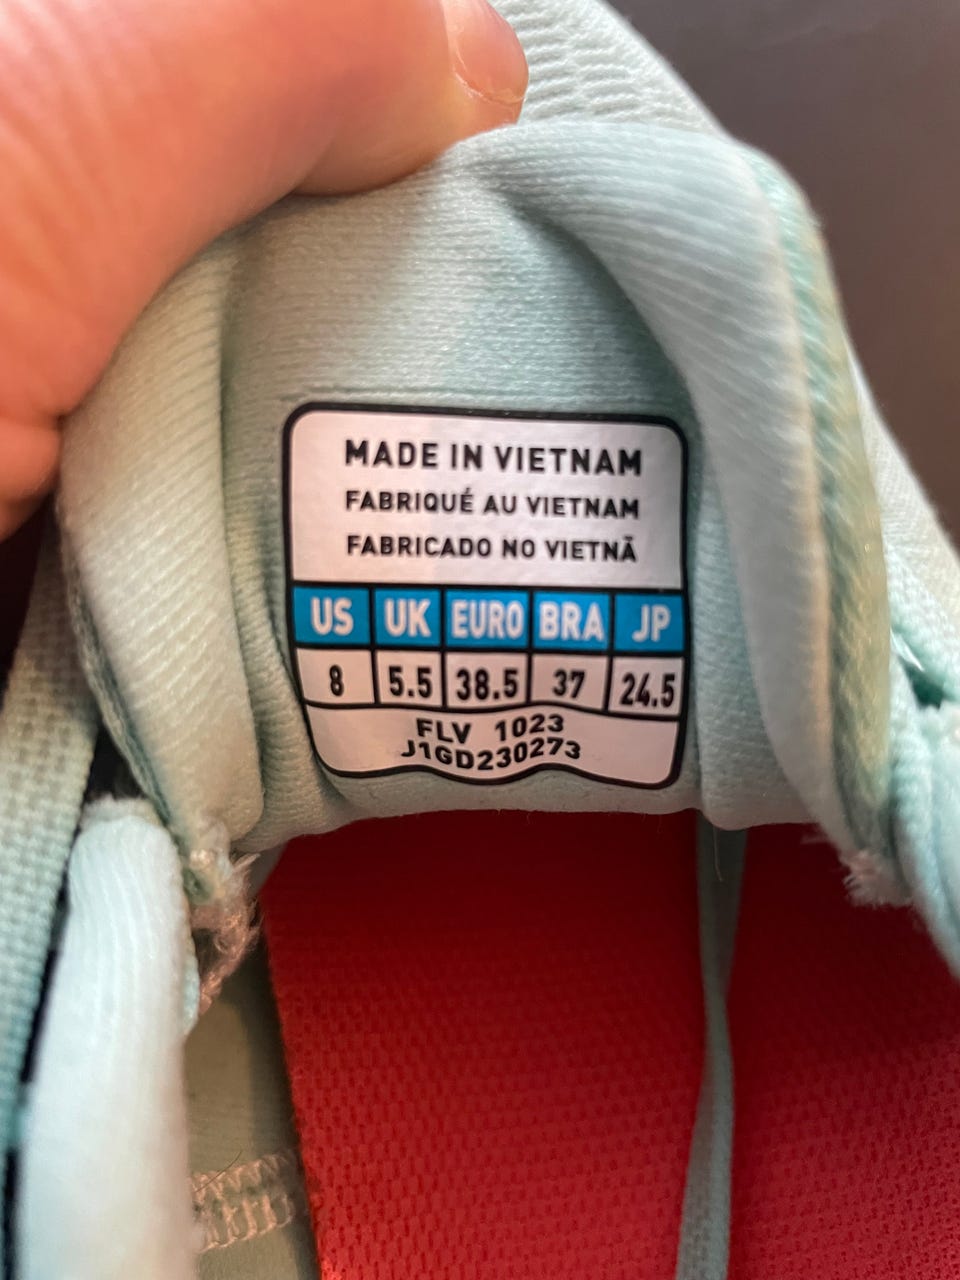 MADE IN VIETNAM
FABRIQUÉ AU VIETNAM
FABRICADO NO VIETNÃ
US UK EURO BRA JP
8 5.5 38.5 37 24.5
FLV 1023
J1GD230273